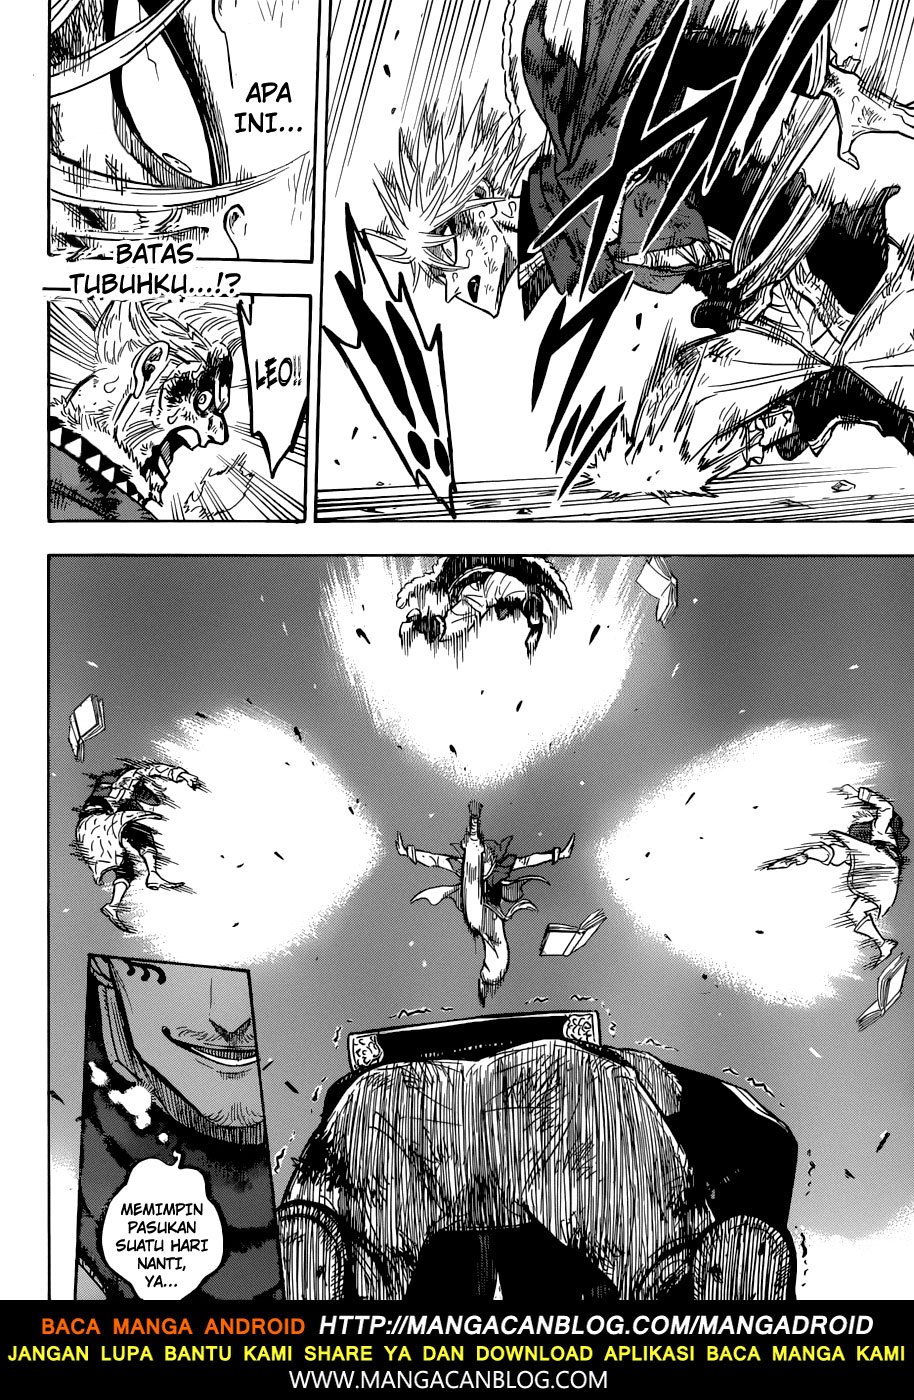 APA
INI...
BATAS
TUBUHKU...!?
LEO!!
!!
MEMIMPIN
PASUKAN
SUATU HARI
NANTI,
YA...
BACA MANGA ANDROID HTTP://MANGACANBLOG.COM/MANGADROID
JANGAN LUPA BANTU KAMI SHARE YA DAN DOWNLOAD APLIKASI BACA MANGA KAMI
WWW.MANGACANBLOG.COM